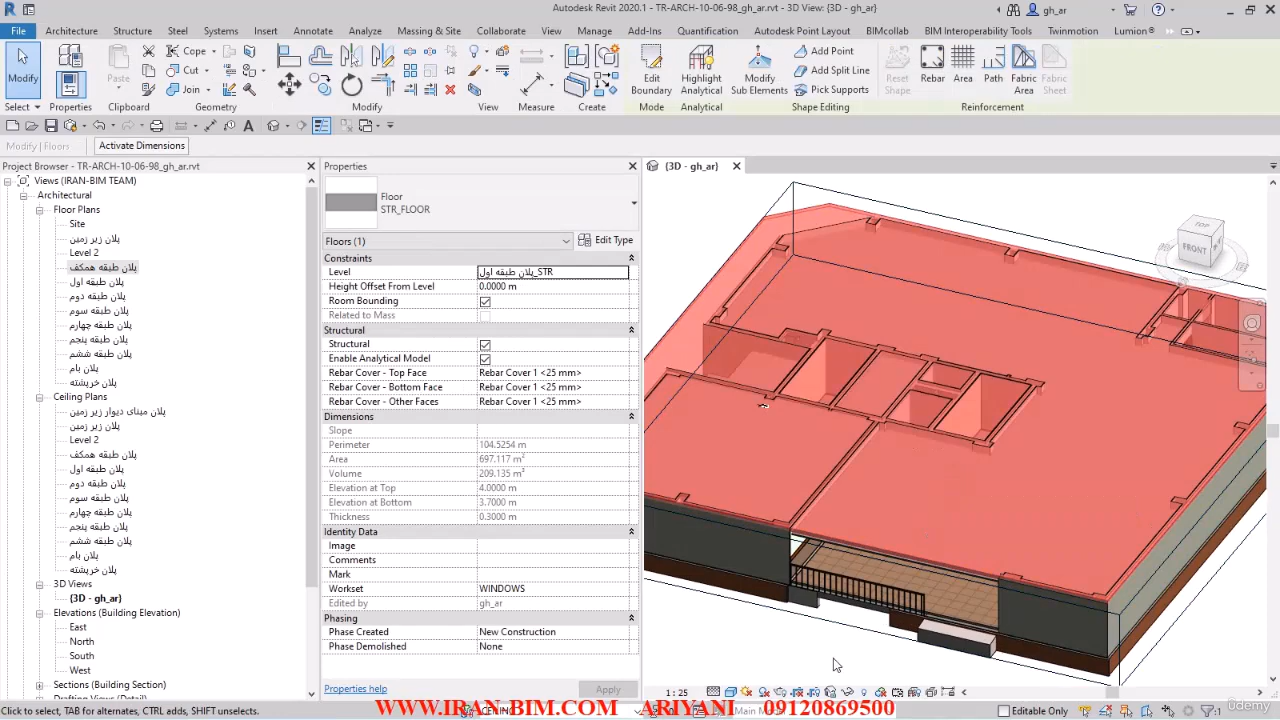 Autodesk Revit 2020.1 - TR-ARCH-10-06-98_gh_ar.rvt - 3D View: {3D - gh_ar}
gh_ar
File Architecture Structure Steel Systems Insert Annotate Analyze Massing & Site Collaborate View Manage Add-Ins Quantification Autodesk Point Layout BIMcollab BIM Interoperability Tools Twinmotion Lumion®
Modify
Paste
Cope
Cut
Join
Edit Boundary
Highlight Analytical
Modify Sub Elements
Add Point
Add Split Line
Pick Supports
Reset Shape
Rebar
Area
Path
Fabric Area
Fabric Sheet
Select Properties Clipboard Geometry Modify View Measure Create Mode Analytical Shape Editing Reinforcement
Modify | Floors
Activate Dimensions
Project Browser - TR-ARCH-10-06-98_gh_ar.rvt
Views (IRAN-BIM TEAM)
Architectural
Floor Plans
Site
پلان زیر زمین
Level 2
پلان طبقه همکف
پلان طبقه اول
پلان طبقه دوم
پلان طبقه سوم
پلان طبقه چهارم
پلان طبقه پنجم
پلان طبقه ششم
پلان بام
پلان خرپشته
Ceiling Plans
پلان مبنای دیوار زیر زمین
پلان زیر زمین
Level 2
پلان طبقه همکف
پلان طبقه اول
پلان طبقه دوم
پلان طبقه سوم
پلان طبقه چهارم
پلان طبقه پنجم
پلان طبقه ششم
پلان بام
پلان خرپشته
3D Views
{3D - gh_ar}
Elevations (Building Elevation)
East
North
South
West
Sections (Building Section)
Drafting Views (Detail)
Properties
Floor
STR_FLOOR
Floors (1)
Edit Type
Constraints
Level پلان طبقه اول_STR
Height Offset From Level 0.0000 m
Room Bounding
Related to Mass
Structural
Structural
Enable Analytical Model
Rebar Cover - Top Face Rebar Cover 1 <25 mm>
Rebar Cover - Bottom Face Rebar Cover 1 <25 mm>
Rebar Cover - Other Faces Rebar Cover 1 <25 mm>
Dimensions
Slope
Perimeter 104.5254 m
Area 697.117 m²
Volume 209.135 m³
Elevation at Top 4.0000 m
Elevation at Bottom 3.7000 m
Thickness 0.3000 m
Identity Data
Image
Comments
Mark
Workset WINDOWS
Edited by gh_ar
Phasing
Phase Created New Construction
Phase Demolished None
Properties help
Apply
{3D - gh_ar}
TOP
FRONT
1 : 25
Click to select, TAB for alternates, CTRL adds, SHIFT unselects.
WWW.IRAN-BIM.COM ARIYANI 09120869500
Editable Only
:1
Udemy